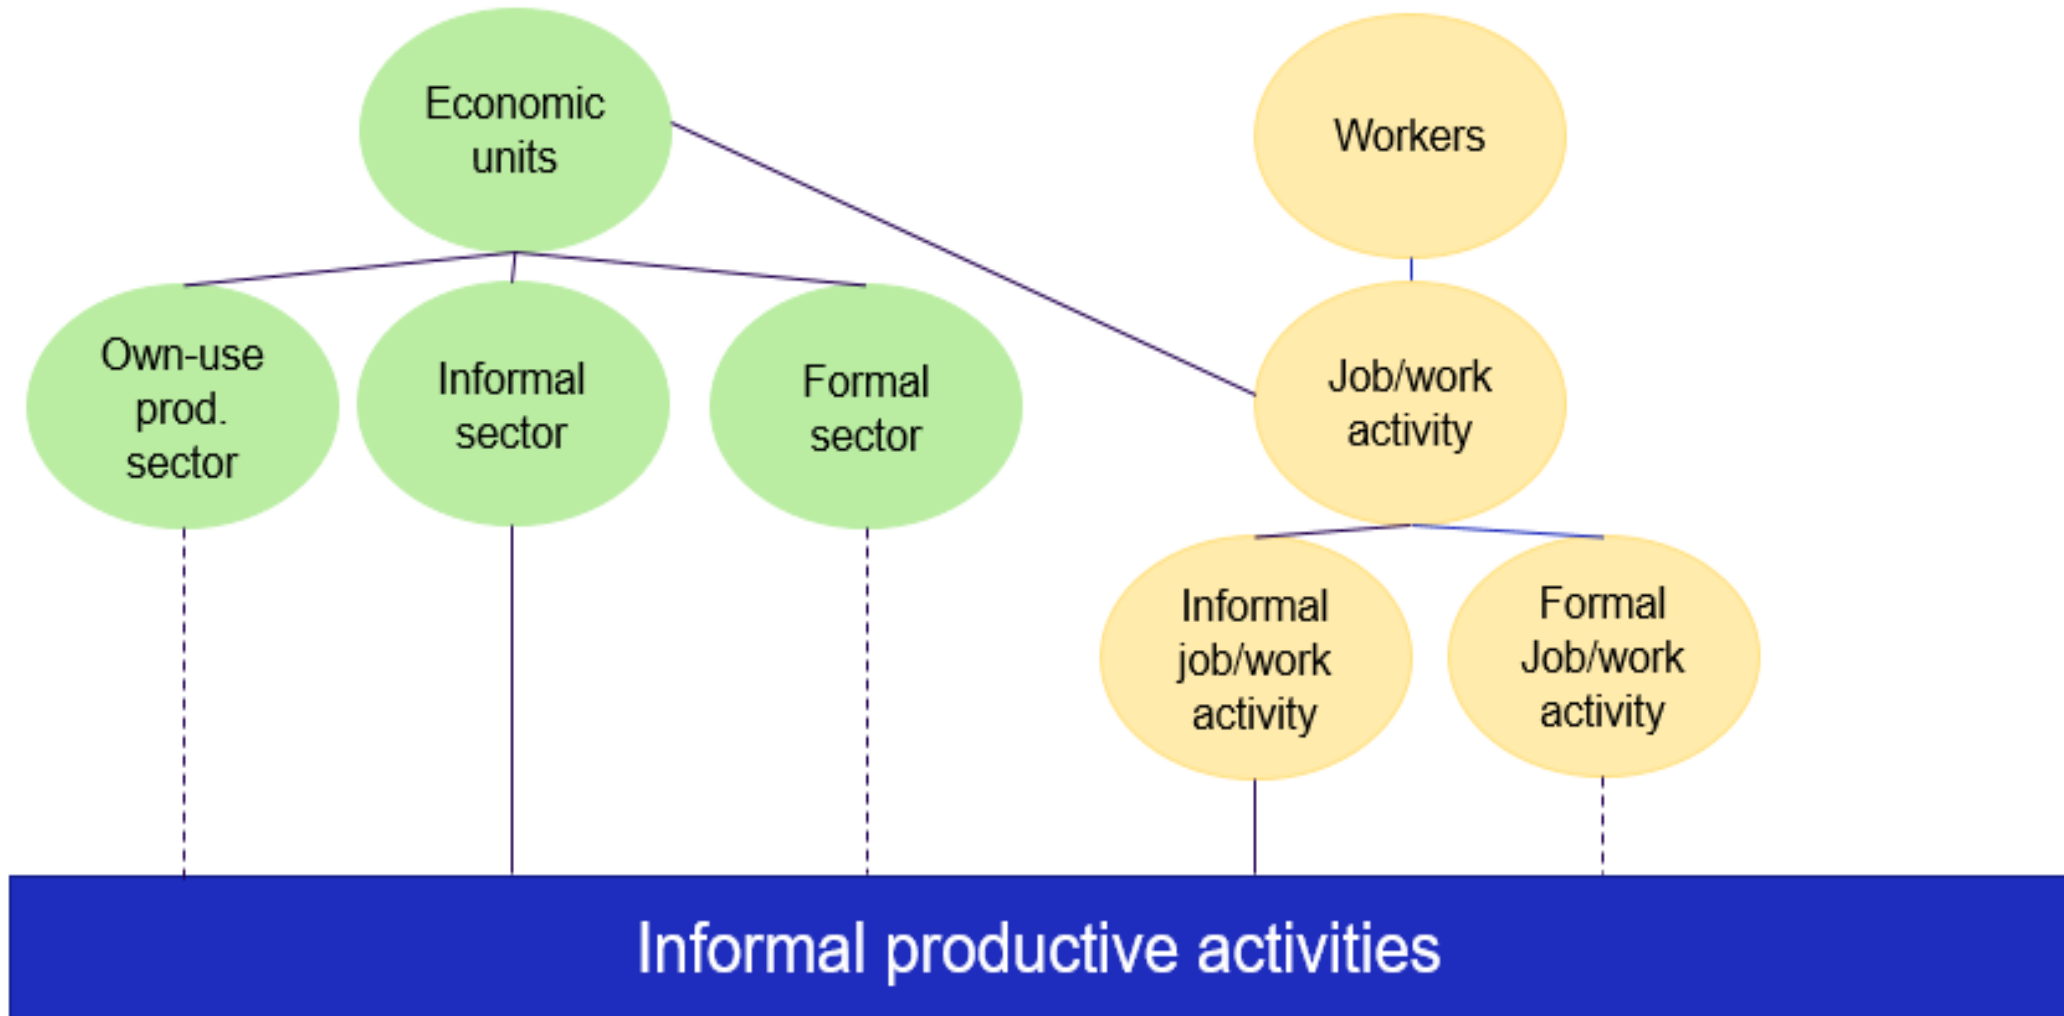 Economic
units
Workers
Own-use
prod.
sector
Informal
sector
Formal
sector
Job/work
activity
Informal
job/work
activity
Formal
Job/work
activity
Informal productive activities